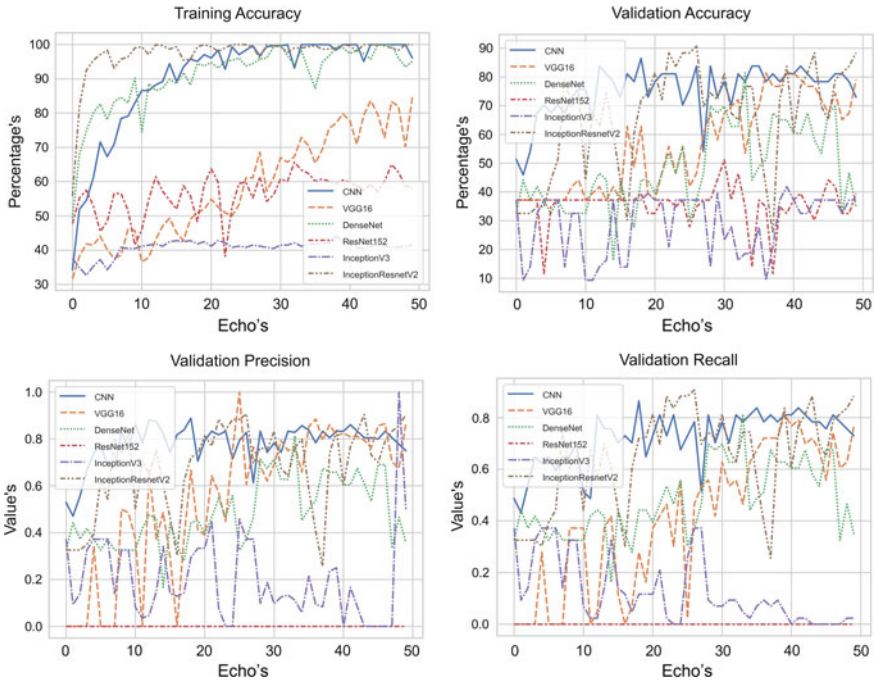 Training Accuracy
100
90
80
70
60
50
40
30
Percentage's
0
10
20
30
40
50
Echo's
CNN
VGG16
DenseNet
ResNet152
InceptionV3
InceptionResnetV2
Validation Accuracy
90
80
70
60
50
40
30
20
10
Percentage's
0
10
20
30
40
50
Echo's
CNN
VGG16
DenseNet
ResNet152
InceptionV3
InceptionResnetV2
Validation Precision
1.0
0.8
0.6
0.4
0.2
0.0
Value's
0
10
20
30
40
50
Echo's
CNN
VGG16
DenseNet
ResNet152
InceptionV3
InceptionResnetV2
Validation Recall
0.8
0.6
0.4
0.2
0.0
Value's
0
10
20
30
40
50
Echo's
CNN
VGG16
DenseNet
ResNet152
InceptionV3
InceptionResnetV2